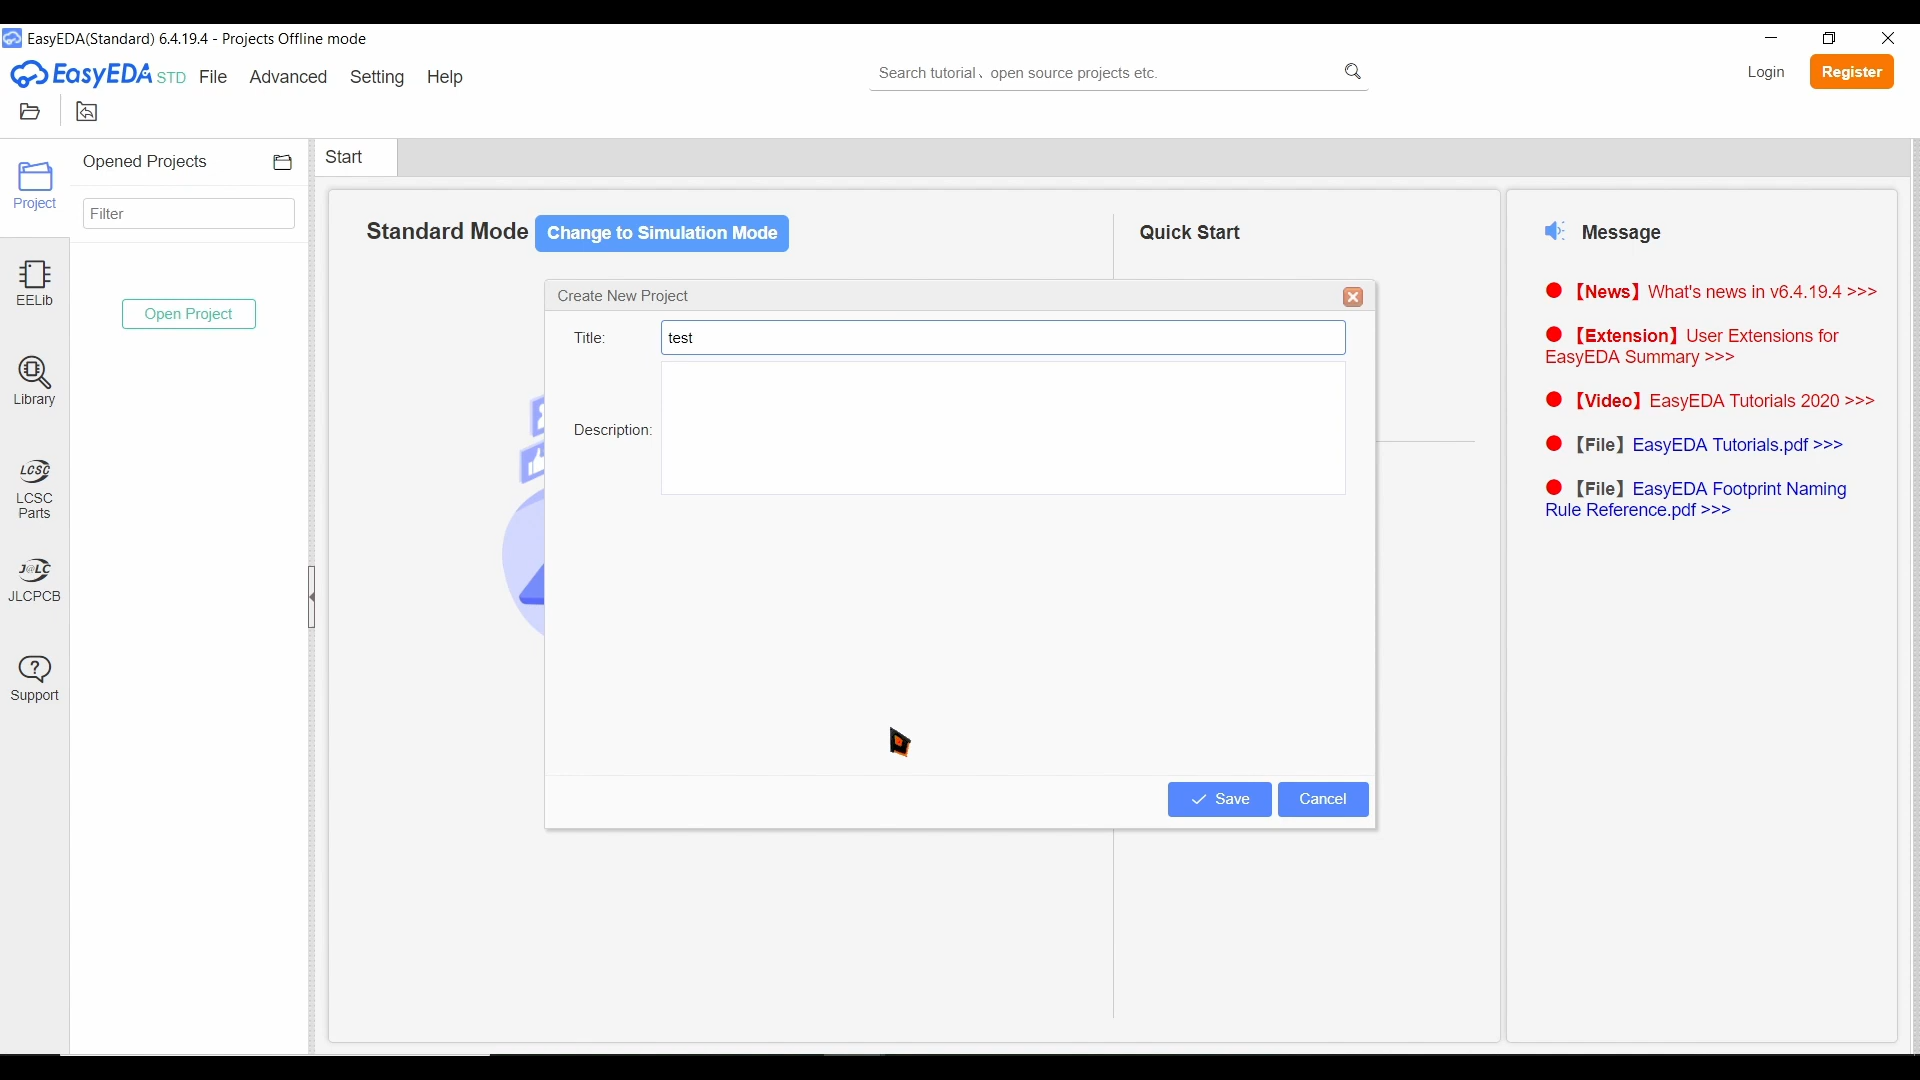 EasyEDA(Standard) 6.4.19.4 - Projects Offline mode
EasyEDA STD File Advanced Setting Help
Search tutorial、open source projects etc.
Login Register
Project
EELib
Library
LCSC
LCSC
Parts
J@LC
JLCPCB
Support
Opened Projects
Filter
Open Project
Start
Standard Mode Change to Simulation Mode
Quick Start
Create New Project
Title: test
Description:
Save Cancel
Message
【News】What's news in v6.4.19.4 >>>
【Extension】User Extensions for
EasyEDA Summary >>>
【Video】EasyEDA Tutorials 2020 >>>
【File】EasyEDA Tutorials.pdf >>>
【File】EasyEDA Footprint Naming
Rule Reference.pdf >>>